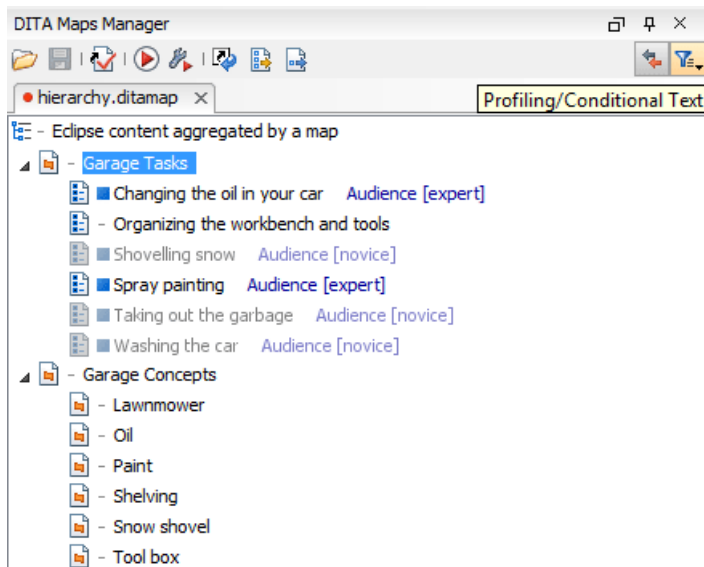 DITA Maps Manager
hierarchy.ditamap
Profiling/Conditional Text
- Eclipse content aggregated by a map
- Garage Tasks
Changing the oil in your car Audience [expert]
- Organizing the workbench and tools
Shovelling snow Audience [novice]
Spray painting Audience [expert]
Taking out the garbage Audience [novice]
Washing the car Audience [novice]
- Garage Concepts
- Lawnmower
- Oil
- Paint
- Shelving
- Snow shovel
- Tool box